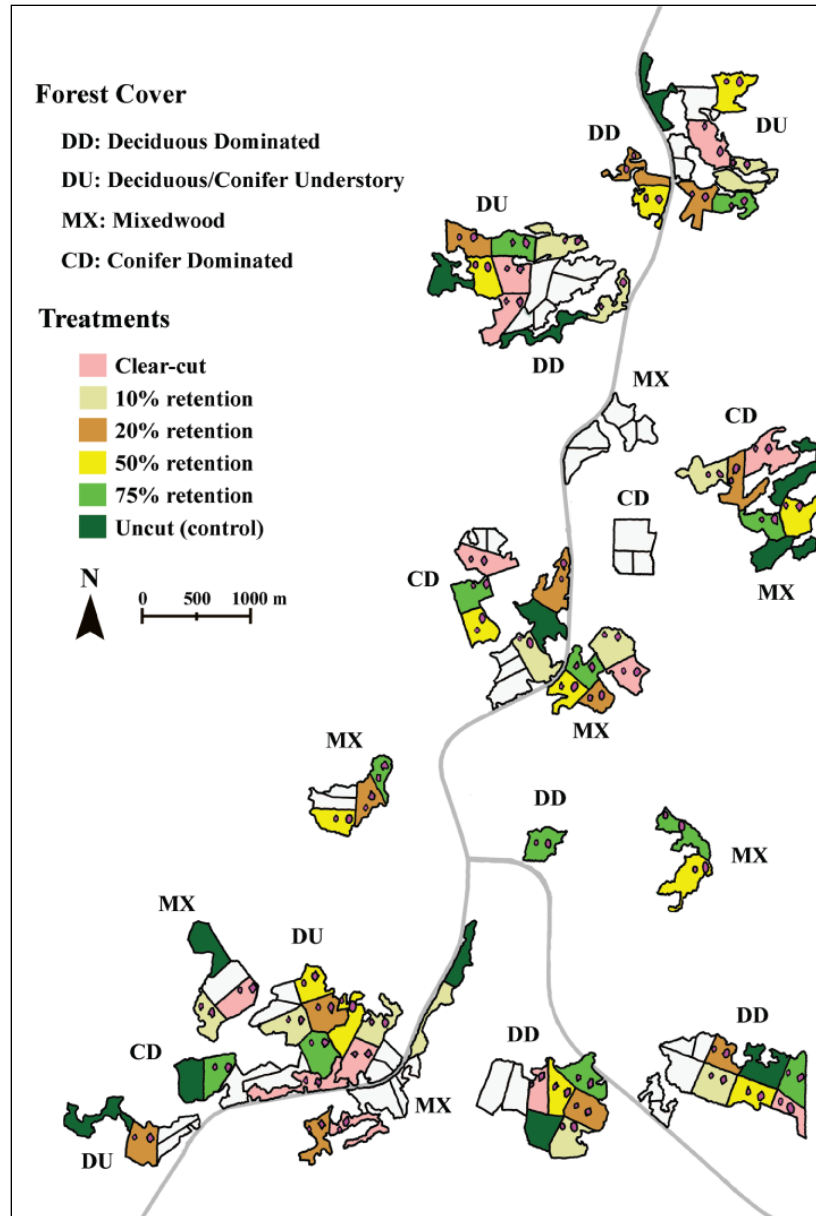 Forest Cover
DD: Deciduous Dominated
DU: Deciduous/Conifer Understory
MX: Mixedwood
CD: Conifer Dominated
Treatments
Clear-cut
10% retention
20% retention
50% retention
75% retention
Uncut (control)
N
0 500 1000 m
DD
DU
DU
DD
MX
CD
CD
MX
CD
MX
MX
DD
MX
MX
DU
CD
DU
MX
DD
DD